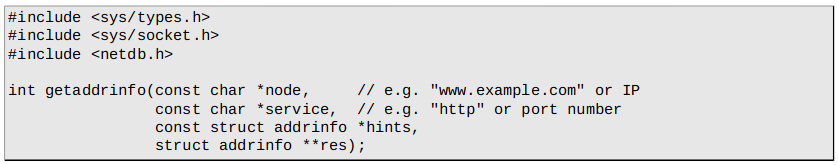 #include <sys/types.h>
#include <sys/socket.h>
#include <netdb.h>

int getaddrinfo(const char *node,     // e.g. "www.example.com" or IP
                const char *service,  // e.g. "http" or port number
                const struct addrinfo *hints,
                struct addrinfo **res);